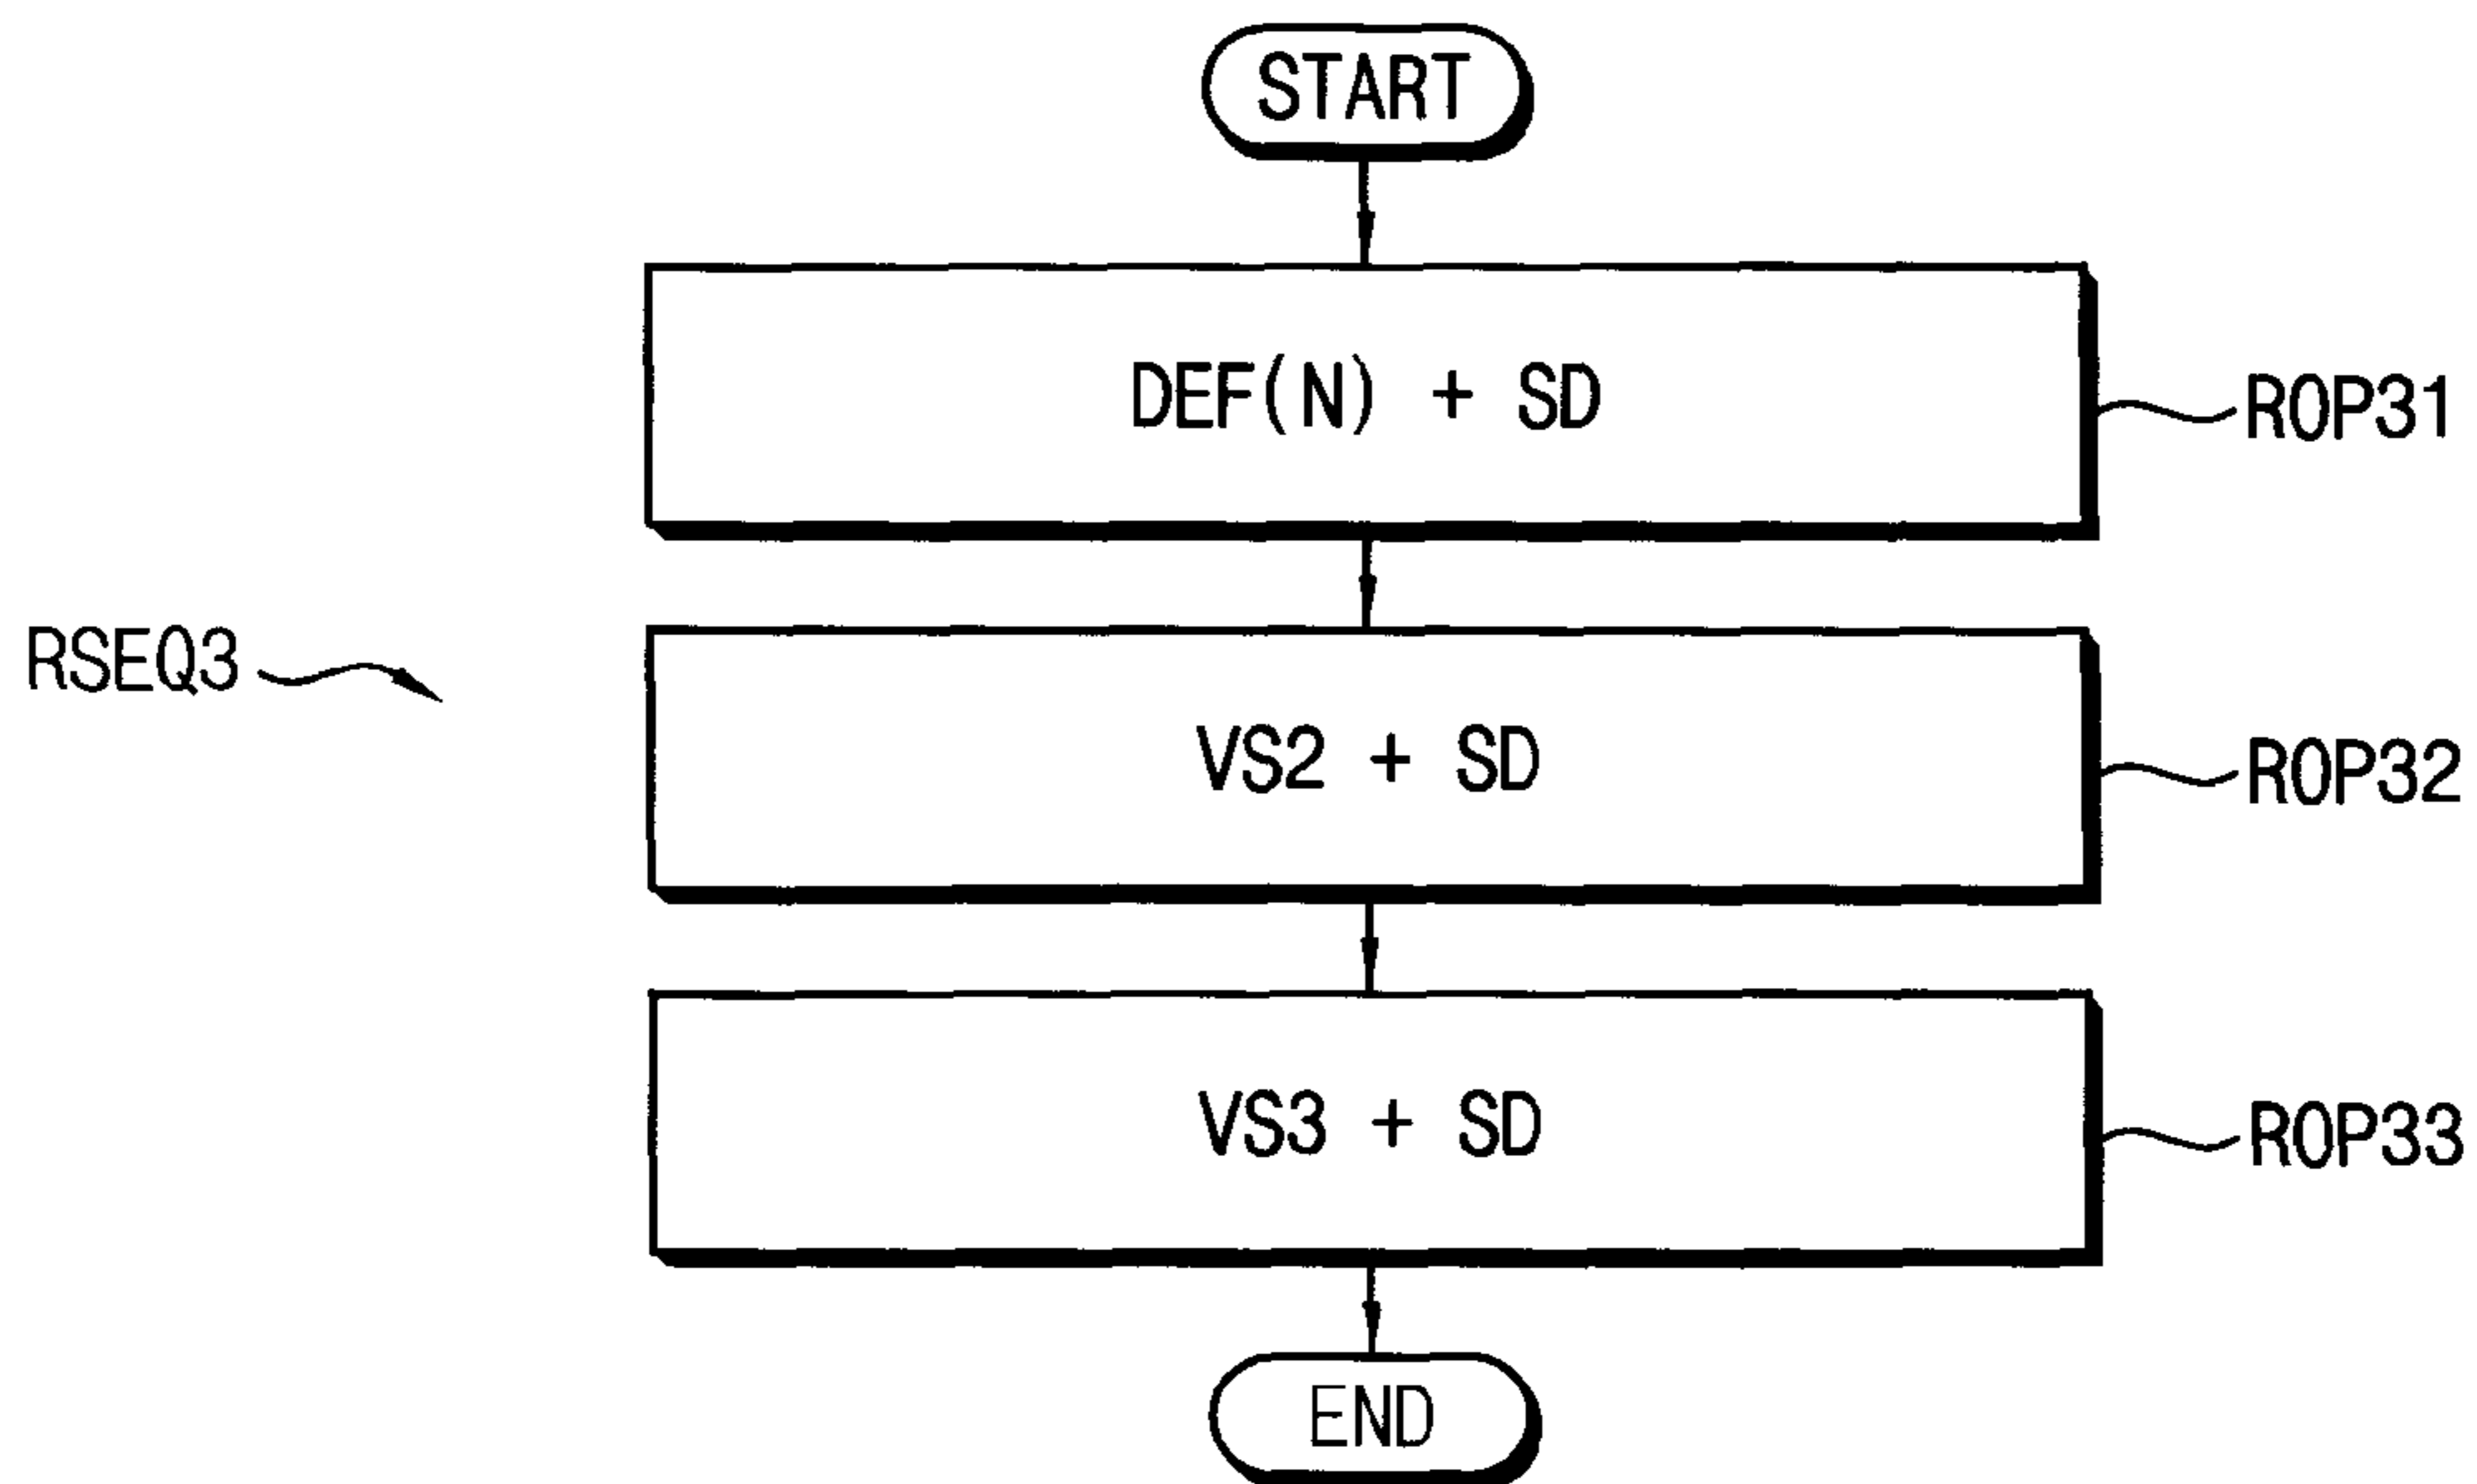 START
DEF(N) + SD
ROP31
RSEQ3
VS2 + SD
ROP32
VS3 + SD
ROP33
END